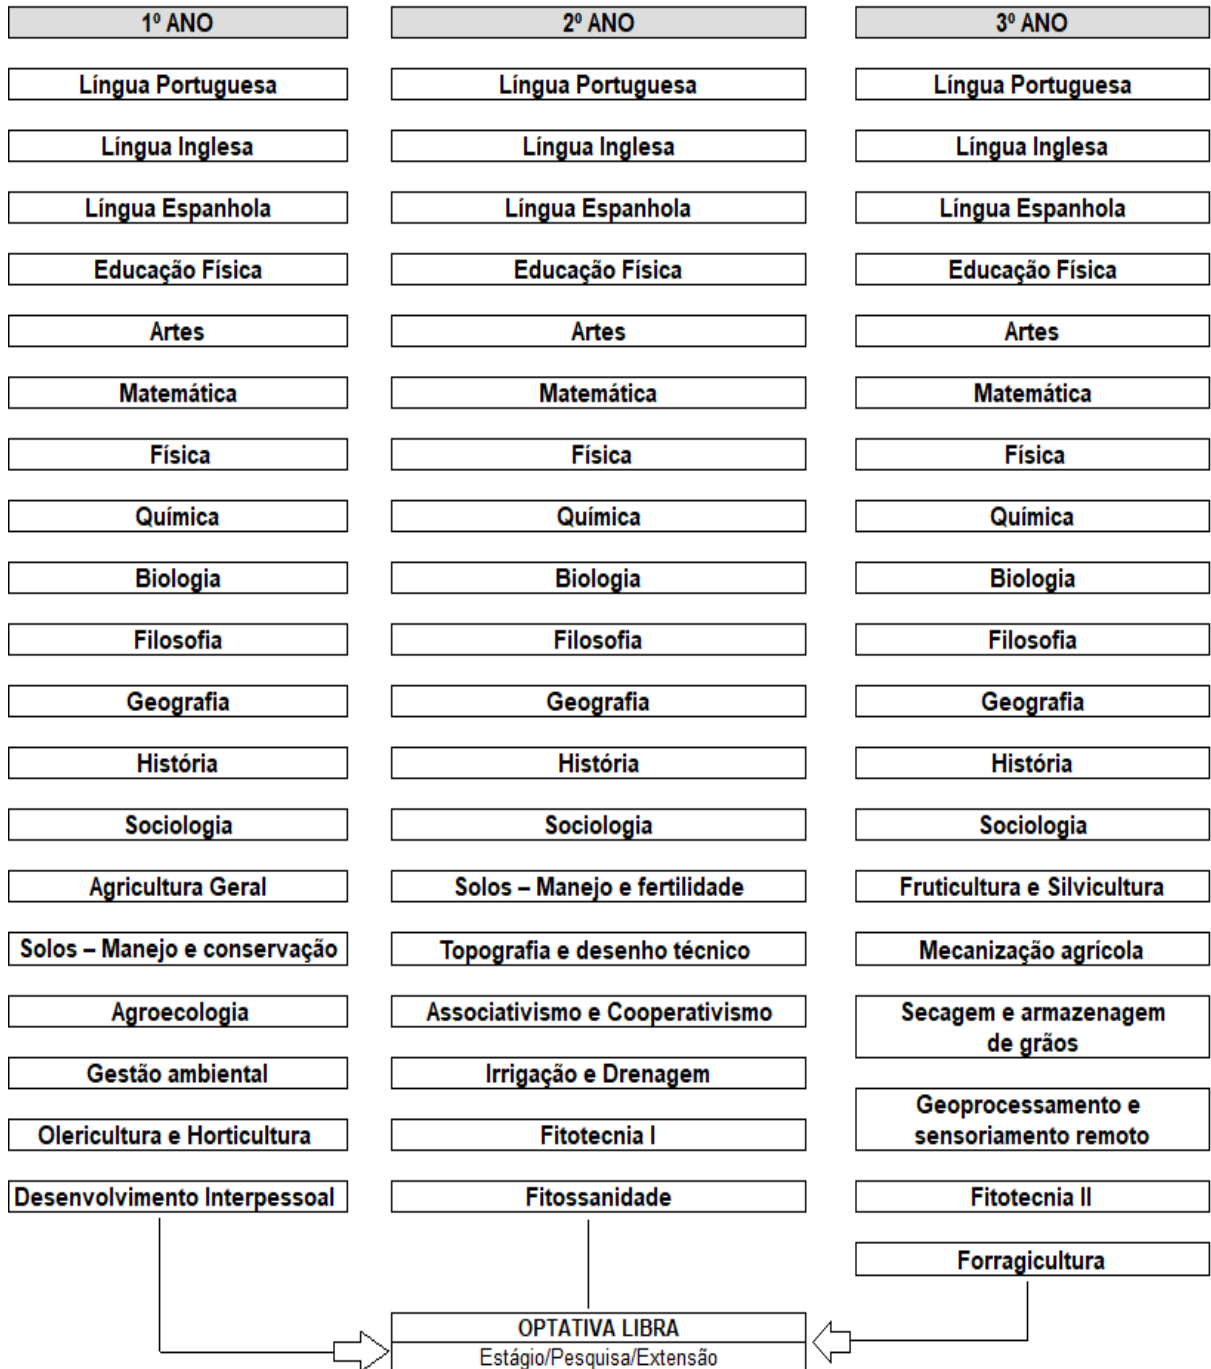 1º ANO
Língua Portuguesa
Língua Inglesa
Língua Espanhola
Educação Física
Artes
Matemática
Física
Química
Biologia
Filosofia
Geografia
História
Sociologia
Agricultura Geral
Solos – Manejo e conservação
Agroecologia
Gestão ambiental
Olericultura e Horticultura
Desenvolvimento Interpessoal
2º ANO
Língua Portuguesa
Língua Inglesa
Língua Espanhola
Educação Física
Artes
Matemática
Física
Química
Biologia
Filosofia
Geografia
História
Sociologia
Solos – Manejo e fertilidade
Topografia e desenho técnico
Associativismo e Cooperativismo
Irrigação e Drenagem
Fitotecnia I
Fitossanidade
3º ANO
Língua Portuguesa
Língua Inglesa
Língua Espanhola
Educação Física
Artes
Matemática
Física
Química
Biologia
Filosofia
Geografia
História
Sociologia
Fruticultura e Silvicultura
Mecanização agrícola
Secagem e armazenagem
de grãos
Geoprocessamento e
sensoriamento remoto
Fitotecnia II
Forragicultura
OPTATIVA LIBRA
Estágio/Pesquisa/Extensão